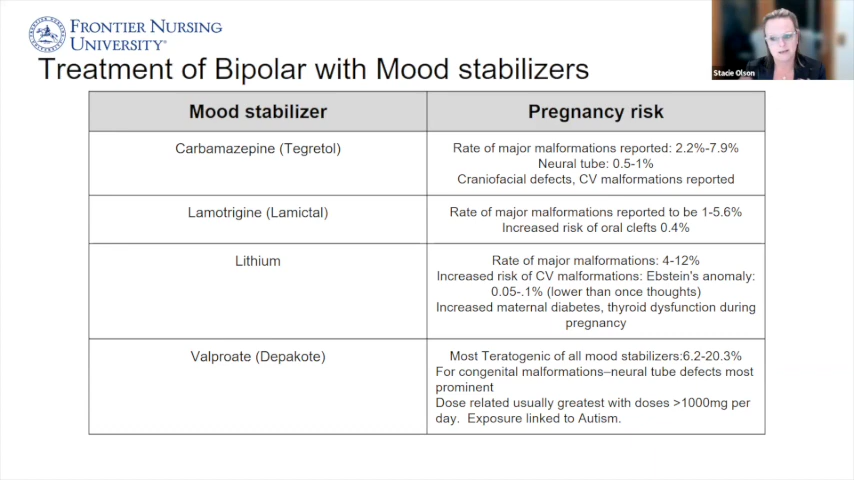 FRONTIER NURSING
UNIVERSITY®
Stacie Olson
Treatment of Bipolar with Mood stabilizers
Mood stabilizer
Pregnancy risk
Carbamazepine (Tegretol)
Rate of major malformations reported: 2.2%-7.9%
Neural tube: 0.5-1%
Craniofacial defects, CV malformations reported
Lamotrigine (Lamictal)
Rate of major malformations reported to be 1-5.6%
Increased risk of oral clefts 0.4%
Lithium
Rate of major malformations: 4-12%
Increased risk of CV malformations: Ebstein's anomaly:
0.05-.1% (lower than once thoughts)
Increased maternal diabetes, thyroid dysfunction during
pregnancy
Valproate (Depakote)
Most Teratogenic of all mood stabilizers:6.2-20.3%
For congenital malformations–neural tube defects most
prominent
Dose related usually greatest with doses >1000mg per
day.  Exposure linked to Autism.